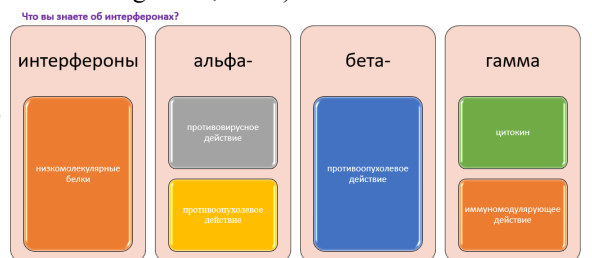 Что вы знаете об интерферонах?
интерфероны
низкомолекулярные
белки
альфа-
противовирусное
действие
противоопухолевое
действие
бета-
противоопухолевое
действие
гамма
цитокин
иммуномодулярующее
действие